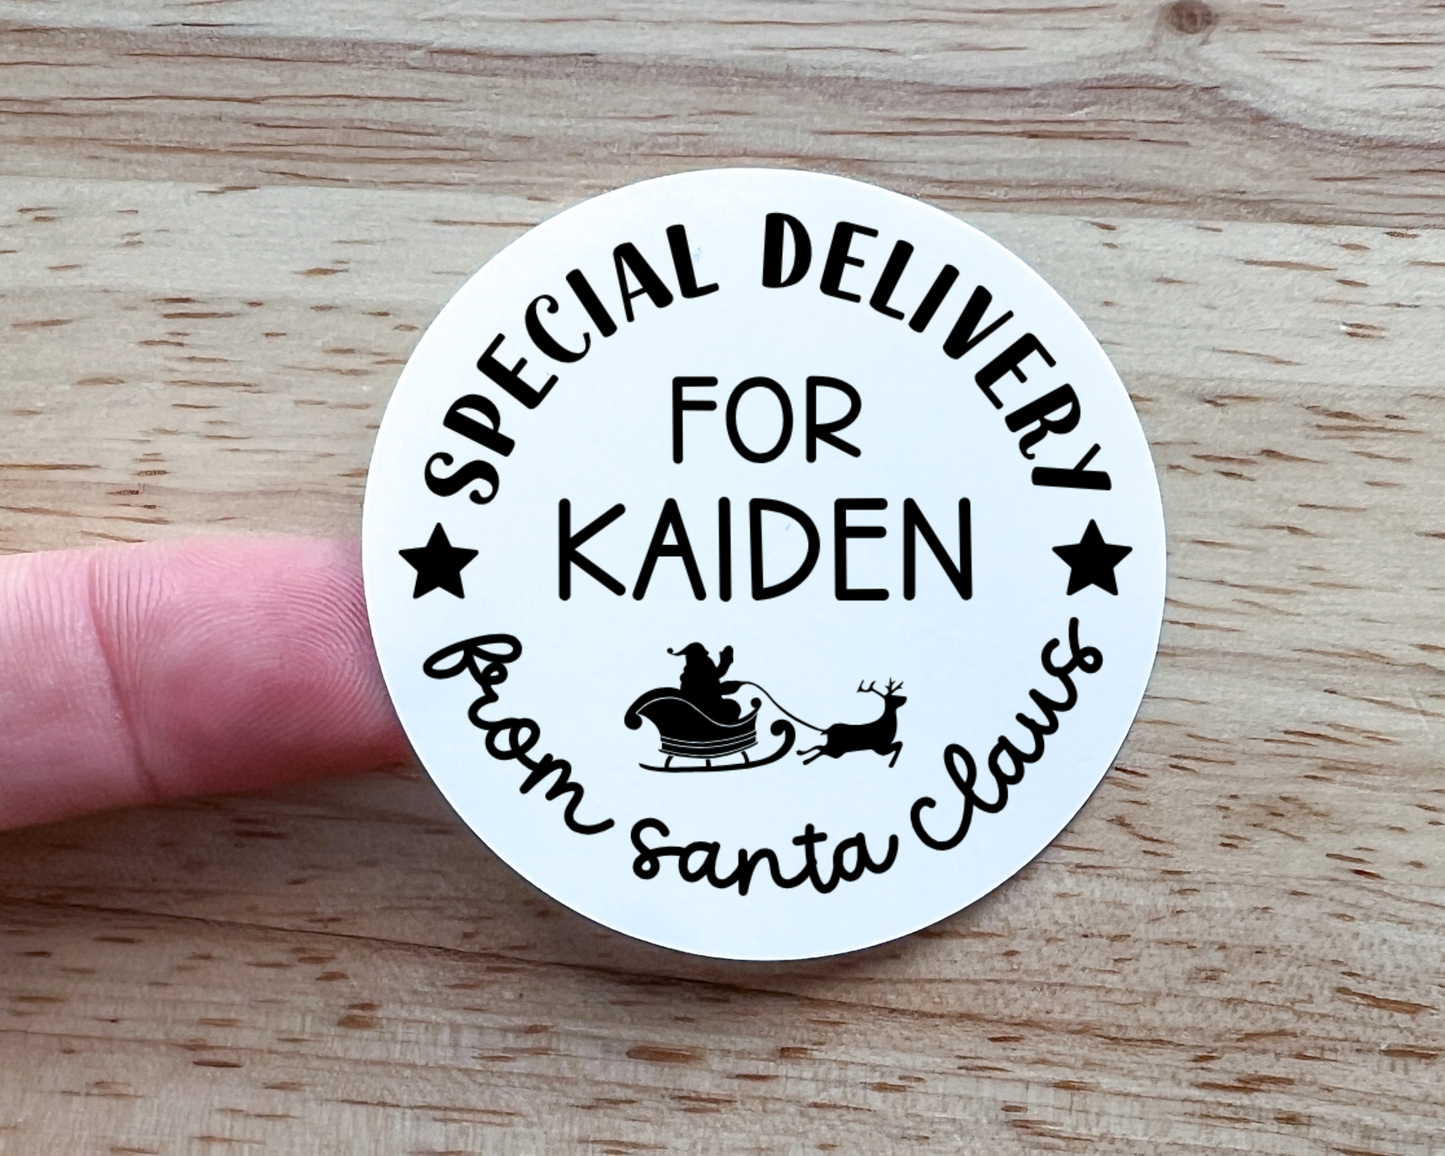 SPECIAL DELIVERY
FOR
KAIDEN
from santa claus